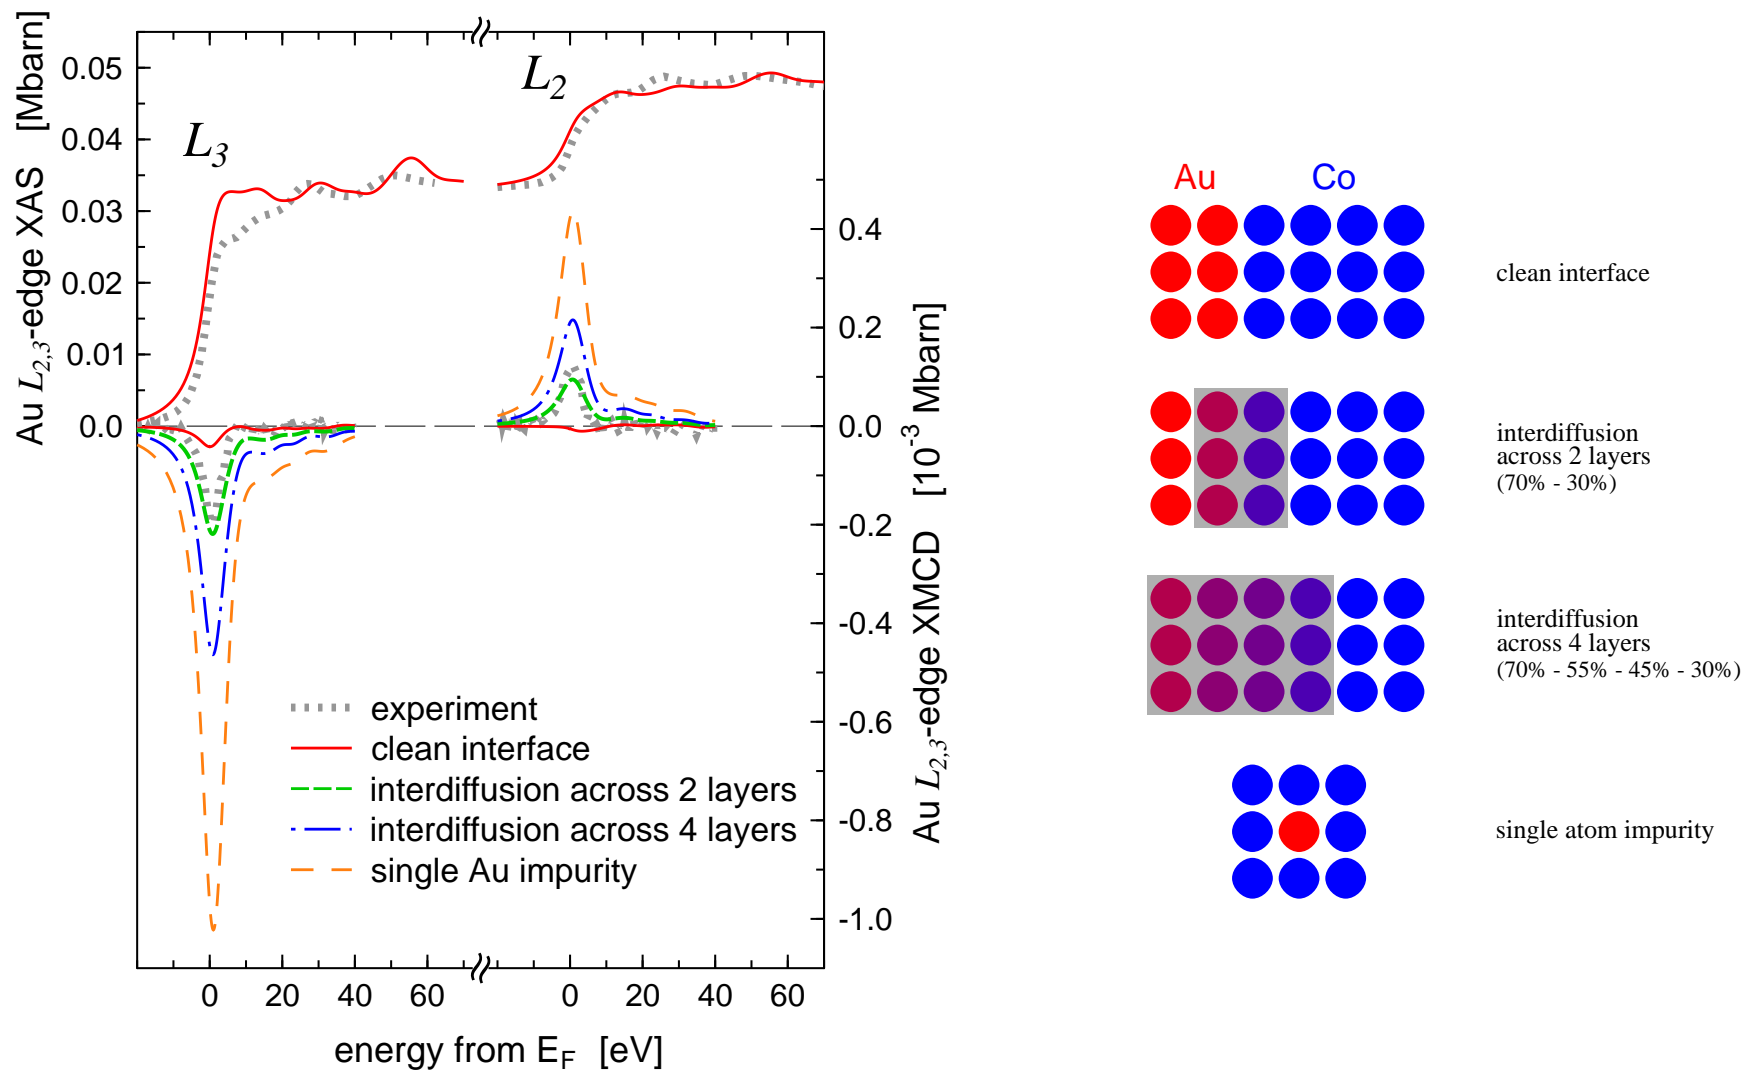 Au L2,3-edge XAS [Mbarn]
0.05
0.04
0.03
0.02
0.01
0.0
L3
L2
0.4
0.2
0.0
-0.2
-0.4
-0.6
-0.8
-1.0
Au L2,3-edge XMCD [10-3 Mbarn]
experiment
clean interface
interdiffusion across 2 layers
interdiffusion across 4 layers
single Au impurity
0 20 40 60 0 20 40 60
energy from EF [eV]
Au Co
clean interface
interdiffusion
across 2 layers
(70% - 30%)
interdiffusion
across 4 layers
(70% - 55% - 45% - 30%)
single atom impurity